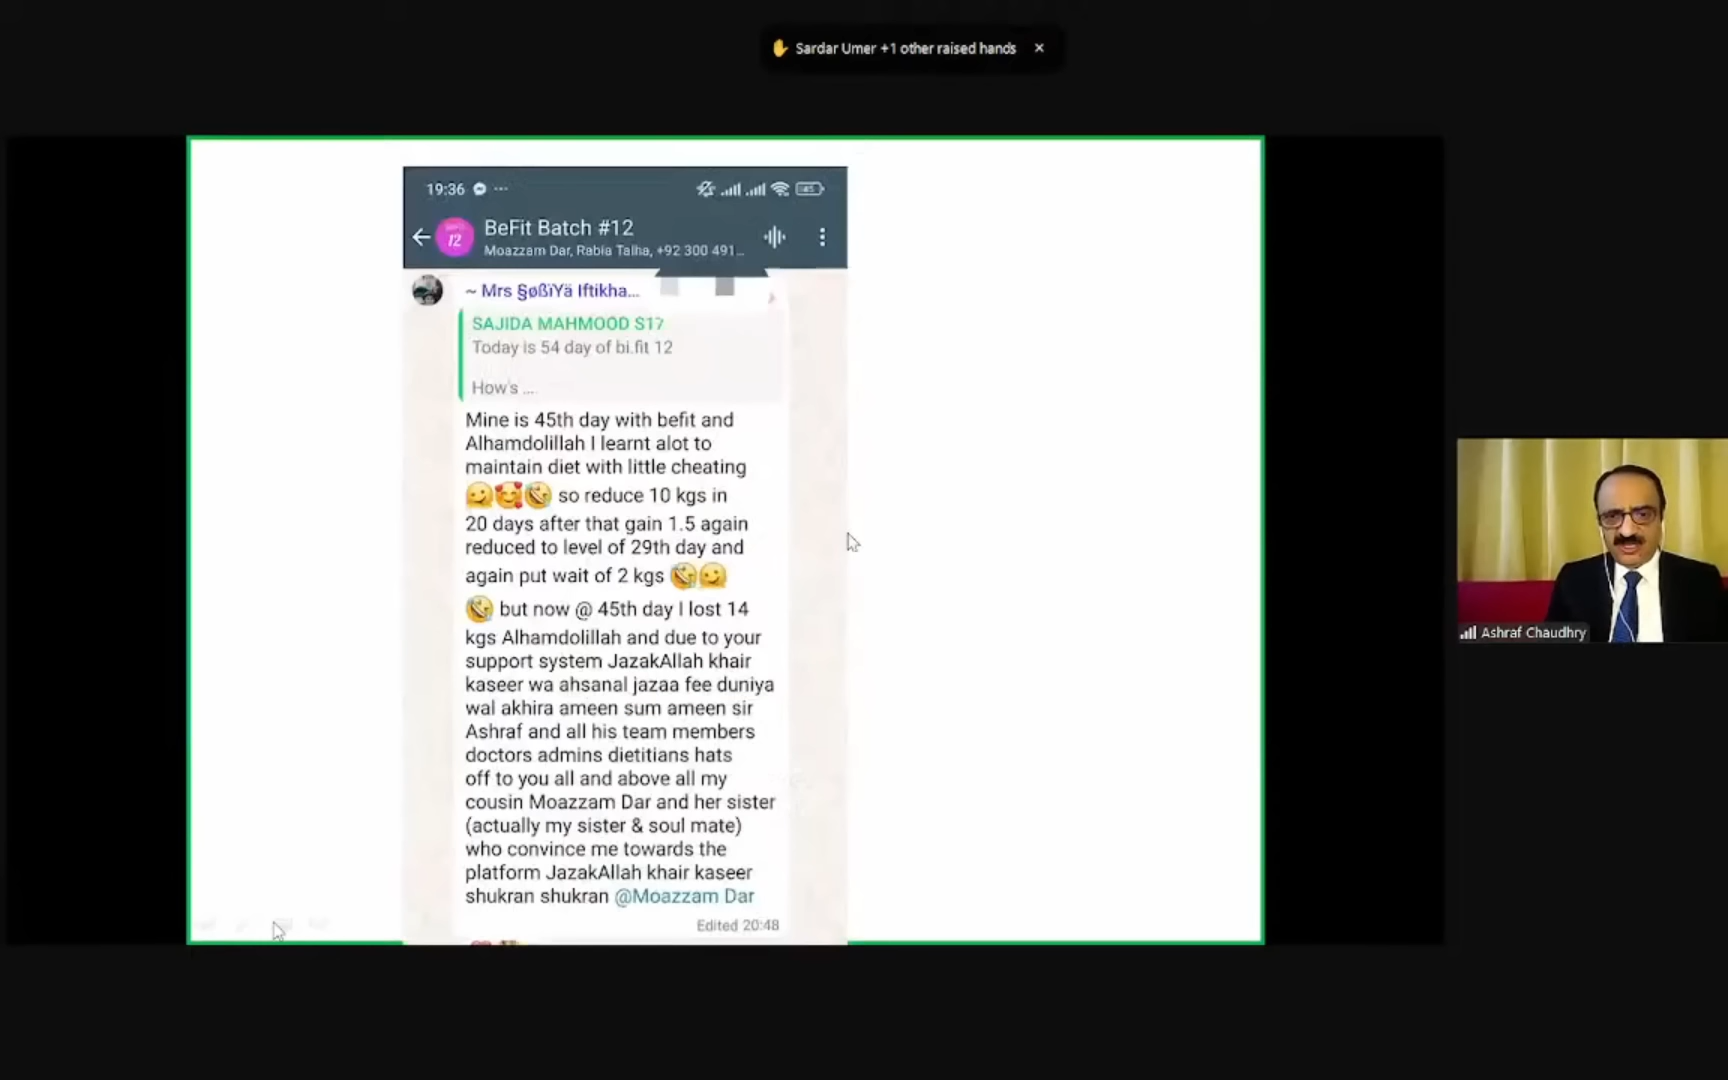 Sardar Umer +1 other raised hands
19:36
BeFit Batch #12
12
Moazzam Dar, Rabia Talha, +92 300 491...
~ Mrs §øßïYä Iftikha...
SAJIDA MAHMOOD S17
Today is 54 day of bi.fit 12
How's ....
Mine is 45th day with befit and
Alhamdolillah I learnt alot to
maintain diet with little cheating
🫠🥰🤣 so reduce 10 kgs in
20 days after that gain 1.5 again
reduced to level of 29th day and
again put wait of 2 kgs 🤣🫠
🤣 but now @ 45th day I lost 14
kgs Alhamdolillah and due to your
support system JazakAllah khair
kaseer wa ahsanal jazaa fee duniya
wal akhira ameen sum ameen sir
Ashraf and all his team members
doctors admins dietitians hats
off to you all and above all my
cousin Moazzam Dar and her sister
(actually my sister & soul mate)
who convince me towards the
platform JazakAllah khair kaseer
shukran shukran @Moazzam Dar
Edited 20:48
Ashraf Chaudhry